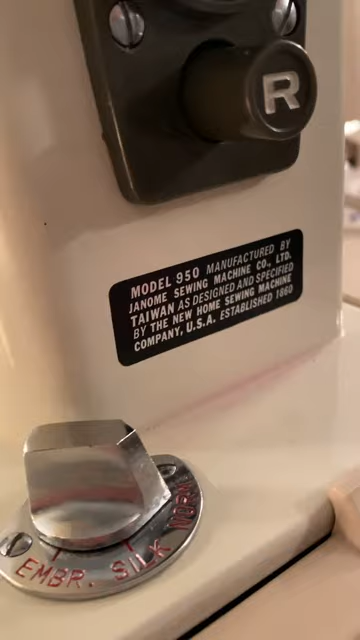 R
MODEL 950 MANUFACTURED BY
JANOME SEWING MACHINE CO., LTD.
TAIWAN AS DESIGNED AND SPECIFIED
BY THE NEW HOME SEWING MACHINE
COMPANY, U.S.A. ESTABLISHED 1860
EMBR. SILK